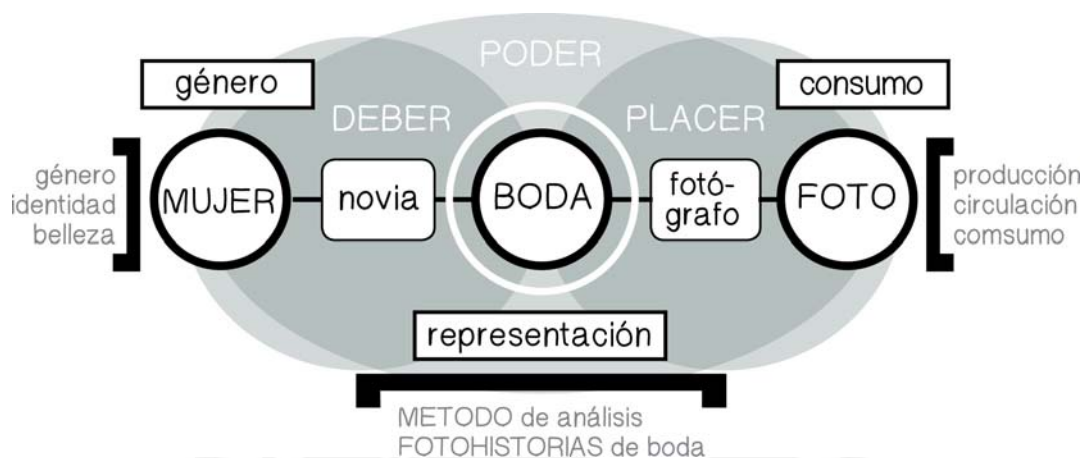 PODER
género
consumo
DEBER
PLACER
género
identidad
belleza
MUJER
novia
BODA
fotó-
grafo
FOTO
producción
circulación
comsumo
representación
METODO de análisis
FOTOHISTORIAS de boda